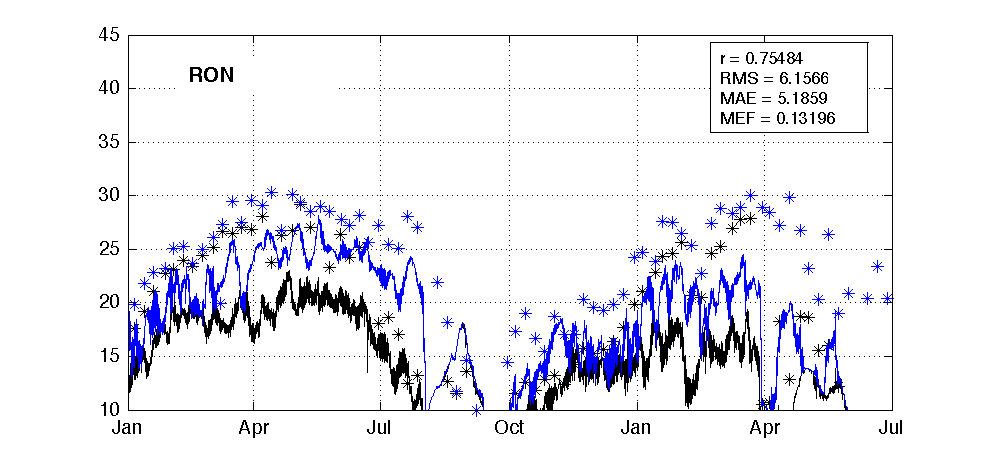 45
40
35
30
25
20
15
10
RON
r = 0.75484
RMS = 6.1566
MAE = 5.1859
MEF = 0.13196
Jan Apr Jul Oct Jan Apr Jul